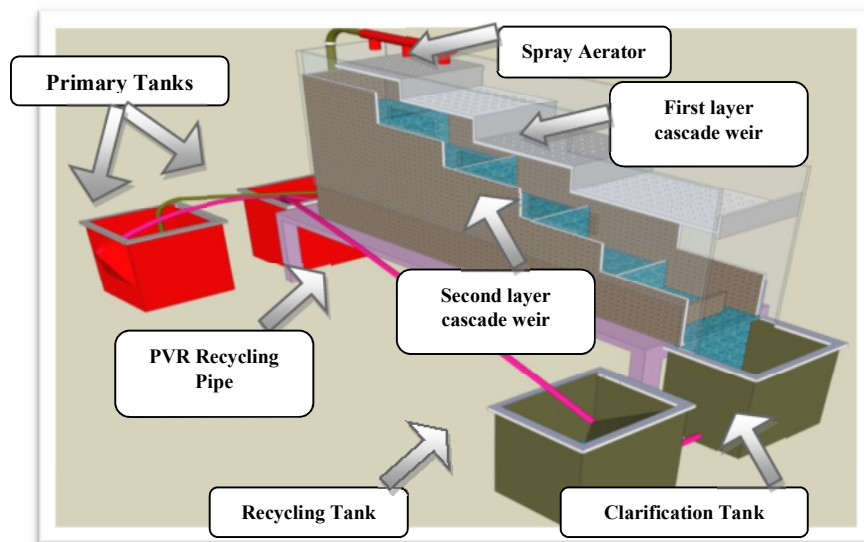 Spray Aerator
Primary Tanks
First layer
cascade weir
Second layer
cascade weir
PVR Recycling
Pipe
Recycling Tank
Clarification Tank